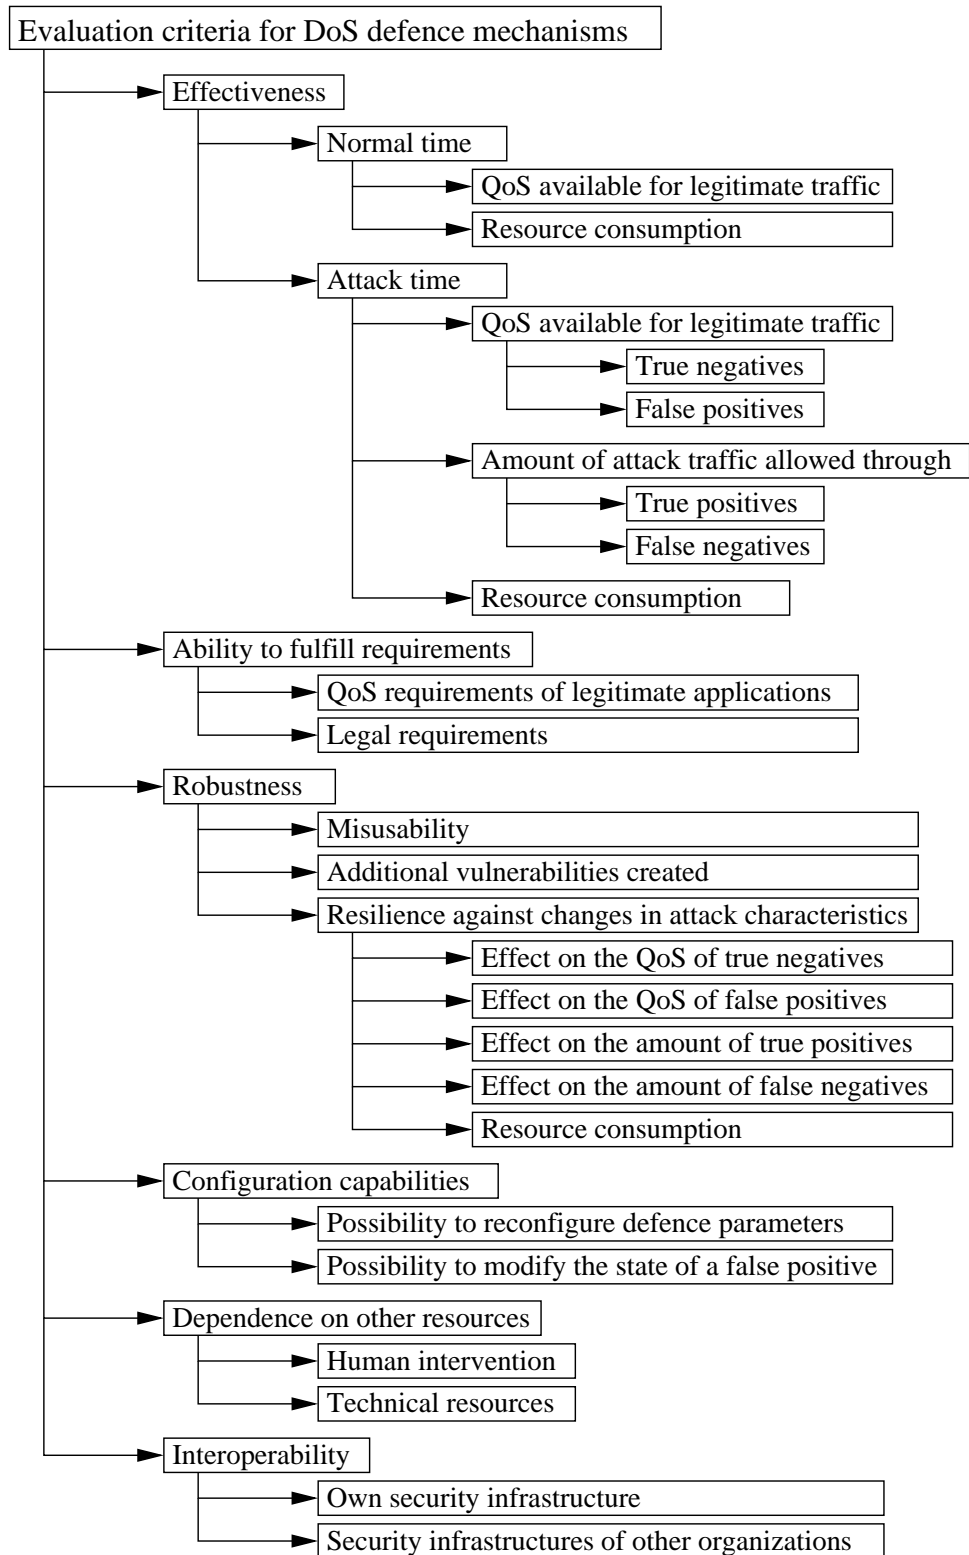 Evaluation criteria for DoS defence mechanisms
Effectiveness
Normal time
QoS available for legitimate traffic
Resource consumption
Attack time
QoS available for legitimate traffic
True negatives
False positives
Amount of attack traffic allowed through
True positives
False negatives
Resource consumption
Ability to fulfill requirements
QoS requirements of legitimate applications
Legal requirements
Robustness
Misusability
Additional vulnerabilities created
Resilience against changes in attack characteristics
Effect on the QoS of true negatives
Effect on the QoS of false positives
Effect on the amount of true positives
Effect on the amount of false negatives
Resource consumption
Configuration capabilities
Possibility to reconfigure defence parameters
Possibility to modify the state of a false positive
Dependence on other resources
Human intervention
Technical resources
Interoperability
Own security infrastructure
Security infrastructures of other organizations